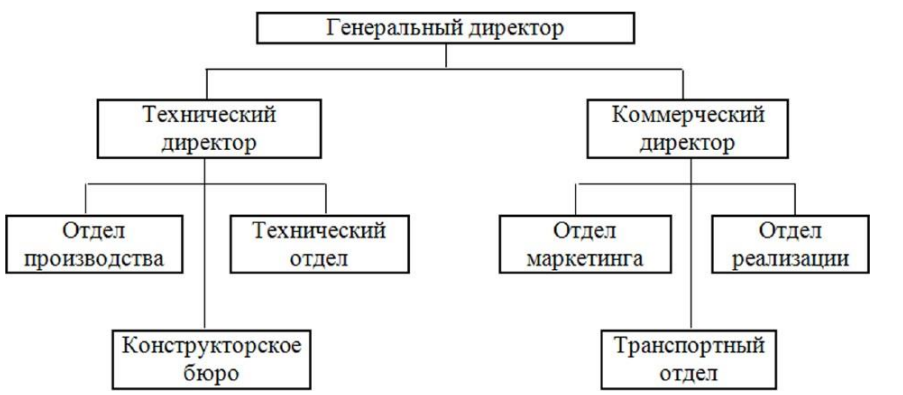 Генеральный директор
Технический
директор
Коммерческий
директор
Отдел
производства
Технический
отдел
Отдел
маркетинга
Отдел
реализации
Конструкторское
бюро
Транспортный
отдел